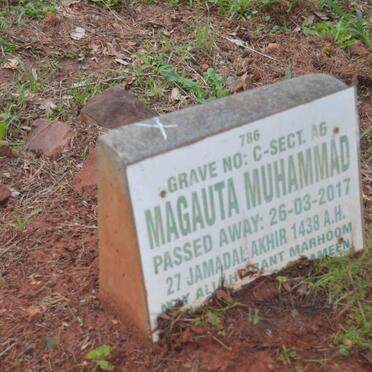 786
GRAVE NO: C-SECT. A6
MAGAUTA MUHAMMAD
PASSED AWAY: 26-03-2017
27 JAMADAL AKHIR 1438 A.H.
MAY ALLAH GRANT MARHOOM
AMEEN